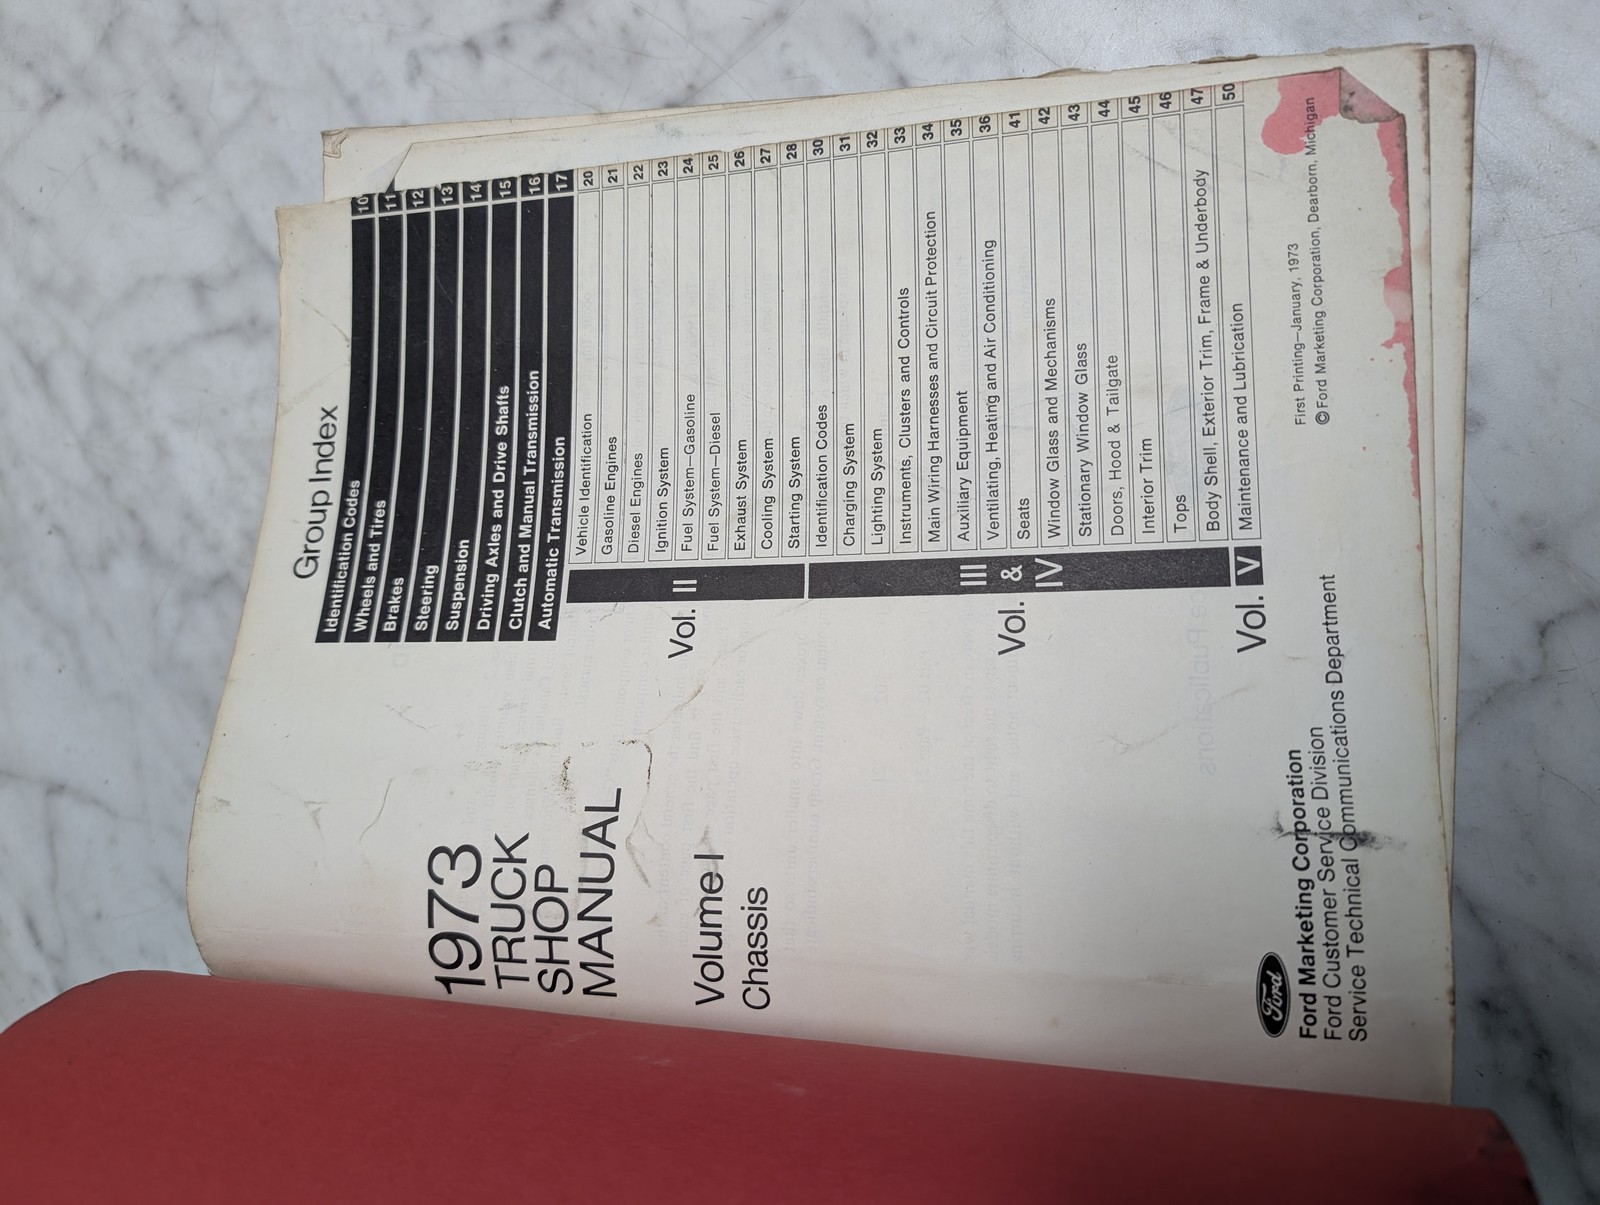 1973
TRUCK
SHOP
MANUAL
Volume I
Chassis
Group Index
Identification Codes 10
Wheels and Tires 11
Brakes 12
Steering 13
Suspension 14
Driving Axles and Drive Shafts 15
Clutch and Manual Transmission 16
Automatic Transmission 17
Vol. II
Vehicle Identification 20
Gasoline Engines 21
Diesel Engines 22
Ignition System 23
Fuel System—Gasoline 24
Fuel System—Diesel 25
Exhaust System 26
Cooling System 27
Starting System 28
Vol. III & IV
Identification Codes 30
Charging System 31
Lighting System 32
Instruments, Clusters and Controls 33
Main Wiring Harnesses and Circuit Protection 34
Auxiliary Equipment 35
Ventilating, Heating and Air Conditioning 36
Seats 41
Window Glass and Mechanisms 42
Stationary Window Glass 43
Doors, Hood & Tailgate 44
Interior Trim 45
Tops 46
Body Shell, Exterior Trim, Frame & Underbody 47
Vol. V
Maintenance and Lubrication 50
Ford
Ford Marketing Corporation
Ford Customer Service Division
Service Technical Communications Department
First Printing—January, 1973
© Ford Marketing Corporation, Dearborn, Michigan